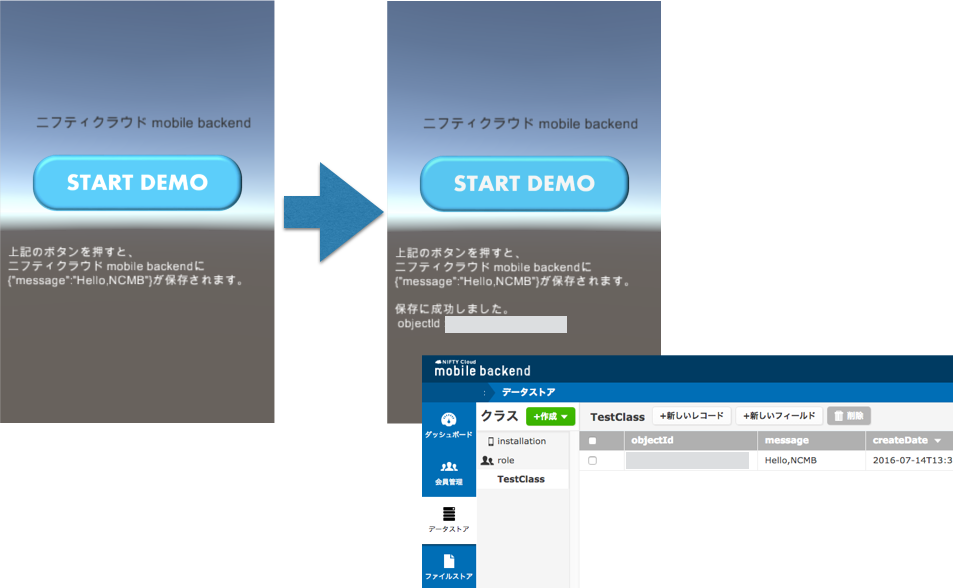 ニフティクラウド mobile backend
START DEMO
上記のボタンを押すと、
ニフティクラウド mobile backendに
{"message":"Hello,NCMB"}が保存されます。
ニフティクラウド mobile backend
START DEMO
上記のボタンを押すと、
ニフティクラウド mobile backendに
{"message":"Hello,NCMB"}が保存されます。
保存に成功しました。
objectId
NIFTY Cloud
mobile backend
データストア
ダッシュボード
会員管理
データストア
ファイルストア
クラス +作成
installation
role
TestClass
TestClass +新しいレコード +新しいフィールド 削除
objectId message createDate
Hello,NCMB 2016-07-14T13:3